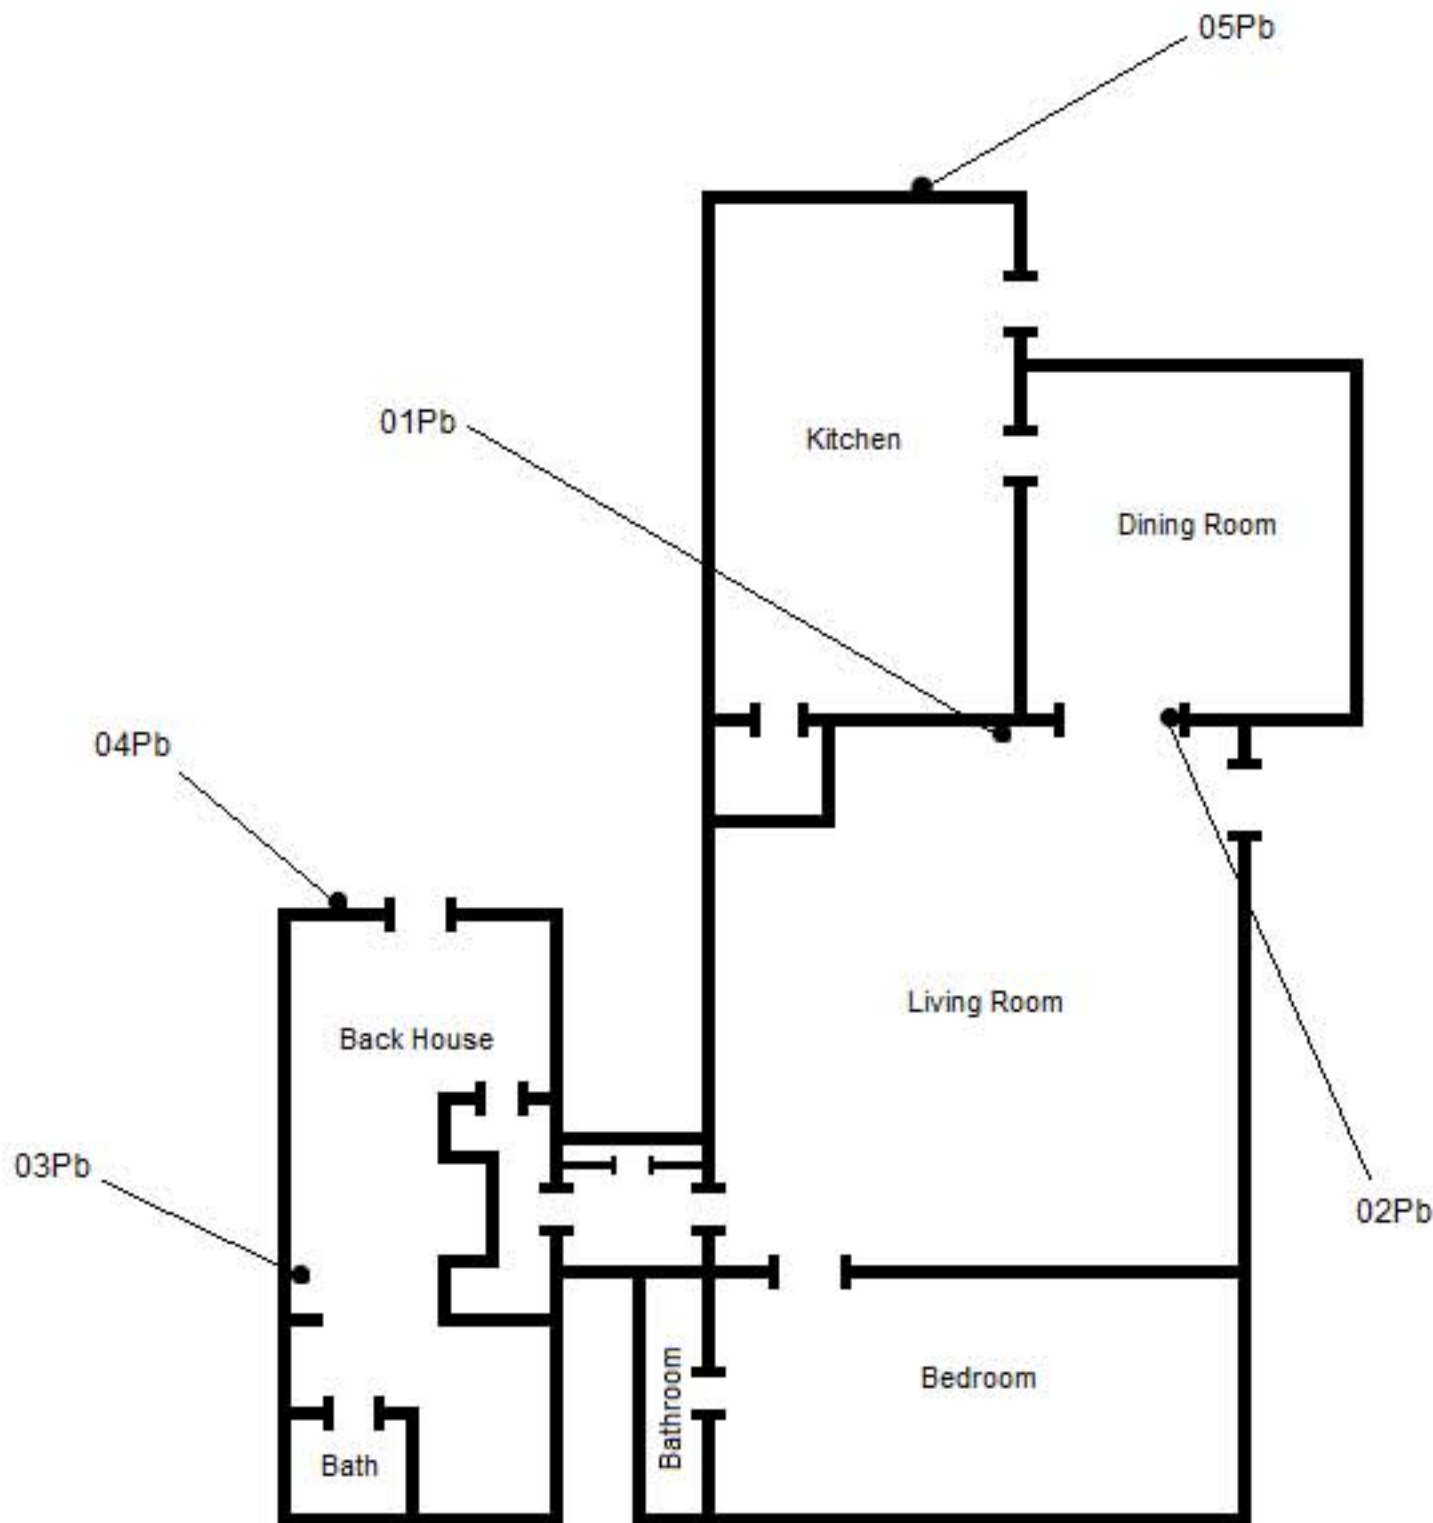 05Pb
01Pb
Kitchen
Dining Room
04Pb
Living Room
Back House
03Pb
02Pb
Bathroom
Bedroom
Bath